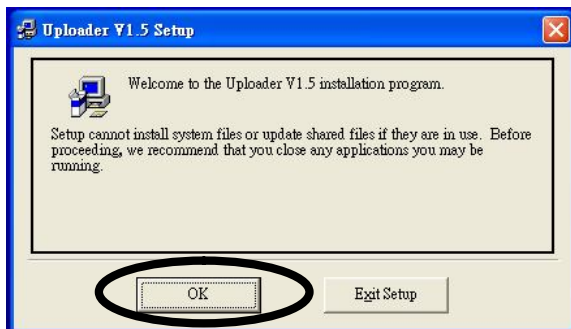 Uploader V1.5 Setup
Welcome to the Uploader V1.5 installation program.
Setup cannot install system files or update shared files if they are in use. Before
proceeding, we recommend that you close any applications you may be
running.
OK
Exit Setup